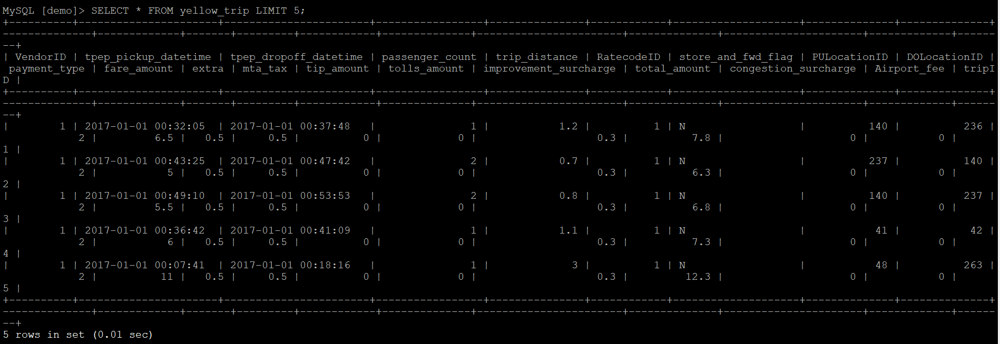 MySQL [demo]> SELECT * FROM yellow_trip LIMIT 5;
+----------+----------------------+-----------------------+-----------------+---------------+------------+--------------------+--------------+--------------+
--------------+-------------+-------+---------+------------+--------------+-----------------------+--------------+----------------------+-------------+------
--+
| VendorID | tpep_pickup_datetime | tpep_dropoff_datetime | passenger_count | trip_distance | RatecodeID | store_and_fwd_flag | PULocationID | DOLocationID |
 payment_type | fare_amount | extra | mta_tax | tip_amount | tolls_amount | improvement_surcharge | total_amount | congestion_surcharge | Airport_fee | tripI
D |
+----------+----------------------+-----------------------+-----------------+---------------+------------+--------------------+--------------+--------------+
--------------+-------------+-------+---------+------------+--------------+-----------------------+--------------+----------------------+-------------+------
--+
|        1 | 2017-01-01 00:32:05  | 2017-01-01 00:37:48   |               1 |           1.2 |          1 | N                  |          140 |          236 |
            2 |         6.5 |   0.5 |     0.5 |          0 |            0 |                   0.3 |          7.8 |                    0 |           0 |
1 |
|        1 | 2017-01-01 00:43:25  | 2017-01-01 00:47:42   |               2 |           0.7 |          1 | N                  |          237 |          140 |
            2 |           5 |   0.5 |     0.5 |          0 |            0 |                   0.3 |          6.3 |                    0 |           0 |
2 |
|        1 | 2017-01-01 00:49:10  | 2017-01-01 00:53:53   |               2 |           0.8 |          1 | N                  |          140 |          237 |
            2 |         5.5 |   0.5 |     0.5 |          0 |            0 |                   0.3 |          6.8 |                    0 |           0 |
3 |
|        1 | 2017-01-01 00:36:42  | 2017-01-01 00:41:09   |               1 |           1.1 |          1 | N                  |           41 |           42 |
            2 |           6 |   0.5 |     0.5 |          0 |            0 |                   0.3 |          7.3 |                    0 |           0 |
4 |
|        1 | 2017-01-01 00:07:41  | 2017-01-01 00:18:16   |               1 |             3 |          1 | N                  |           48 |          263 |
            2 |          11 |   0.5 |     0.5 |          0 |            0 |                   0.3 |         12.3 |                    0 |           0 |
5 |
+----------+----------------------+-----------------------+-----------------+---------------+------------+--------------------+--------------+--------------+
--------------+-------------+-------+---------+------------+--------------+-----------------------+--------------+----------------------+-------------+------
--+
5 rows in set (0.01 sec)